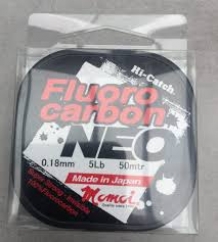 Hi-Catch
Fluoro
carbon
NEO
0.18mm 5Lb 50mtr
Made in Japan
Momoi